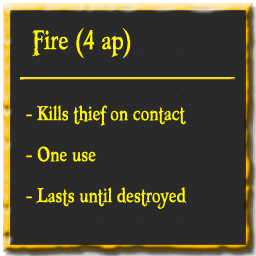 Fire (4 ap)
- Kills thief on contact
- One use
- Lasts until destroyed